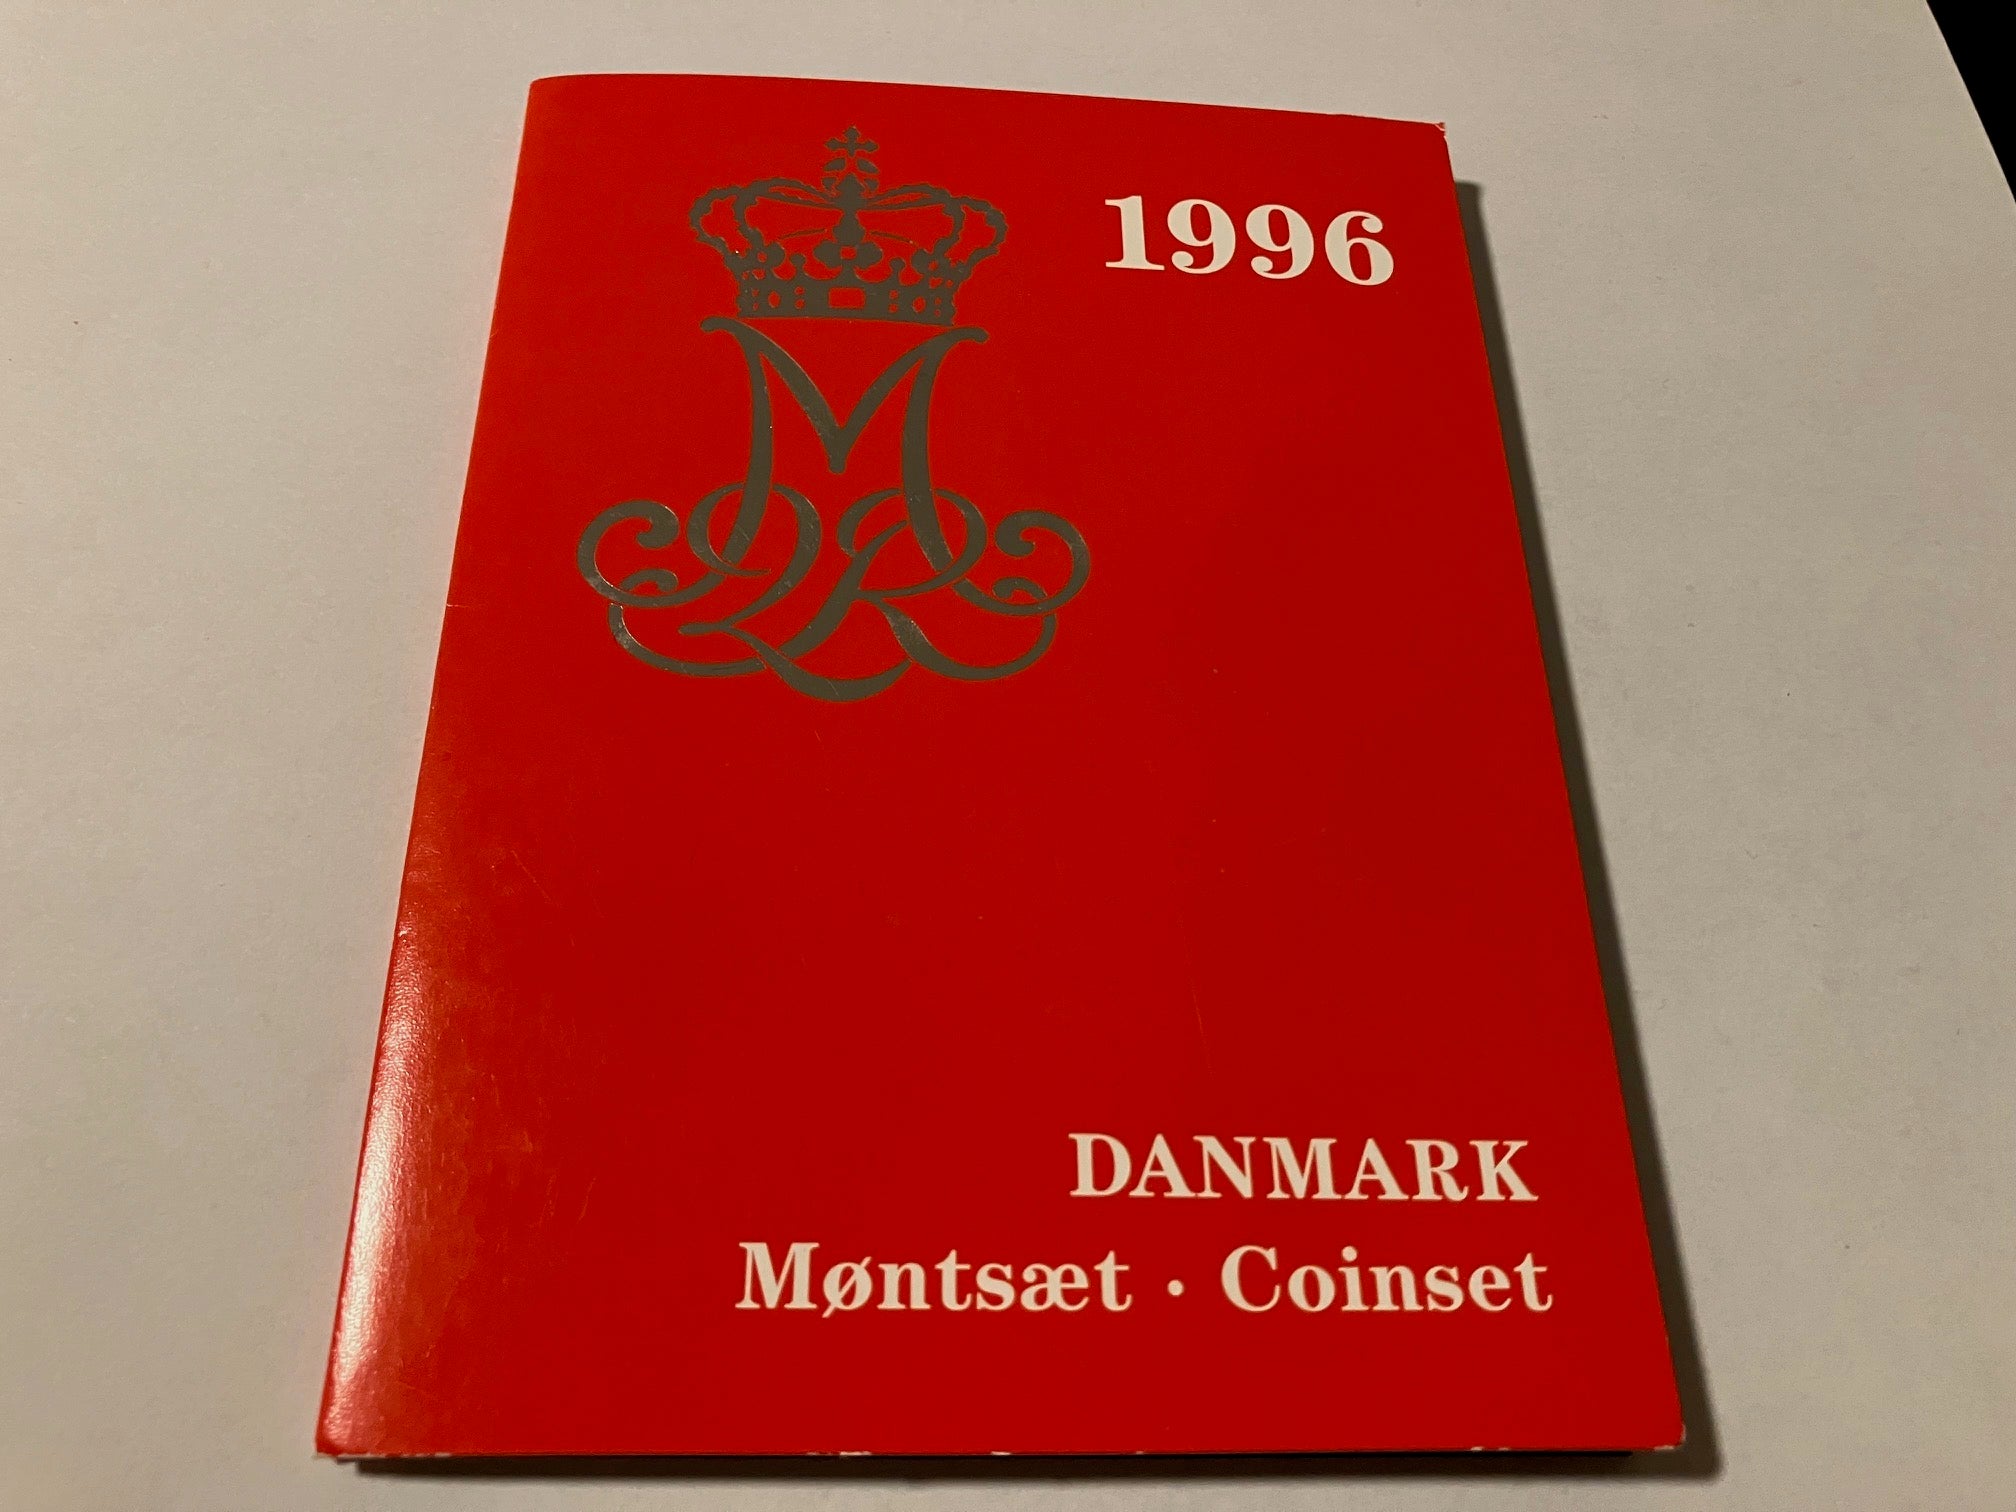 1996
DANMARK
Møntsæt · Coinset